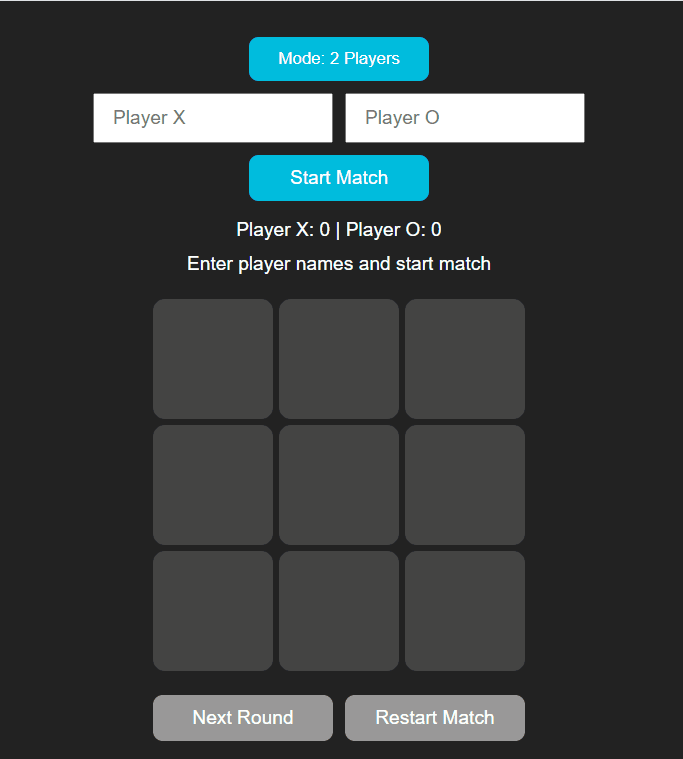 Mode: 2 Players
Player X
Player O
Start Match
Player X: 0 | Player O: 0
Enter player names and start match
Next Round
Restart Match